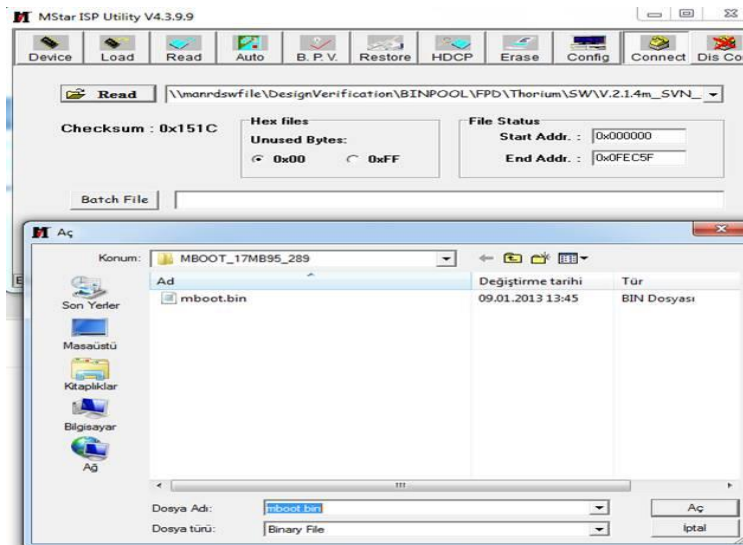 MStar ISP Utility V4.3.9.9
Device Load Read Auto B. P. V. Restore HDCP Erase Config Connect Dis Co
Read \\manrdswfile\DesignVerification\BINPOOL\FPD\Thorium\SW\V.2.1.4m_SVN_
Checksum : 0x151C
Hex files
Unused Bytes:
0x00 0xFF
File Status
Start Addr. : 0x000000
End Addr. : 0x0FEC5F
Batch File
Aç
Konum: MBOOT_17MB95_289
Ad Değiştirme tarihi Tür
mboot.bin 09.01.2013 13:45 BIN Dosyası
Son Yerler
Masaüstü
Kitaplıklar
Bilgisayar
Ağ
Dosya Adı: mboot.bin Aç
Dosya türü: Binary File İptal